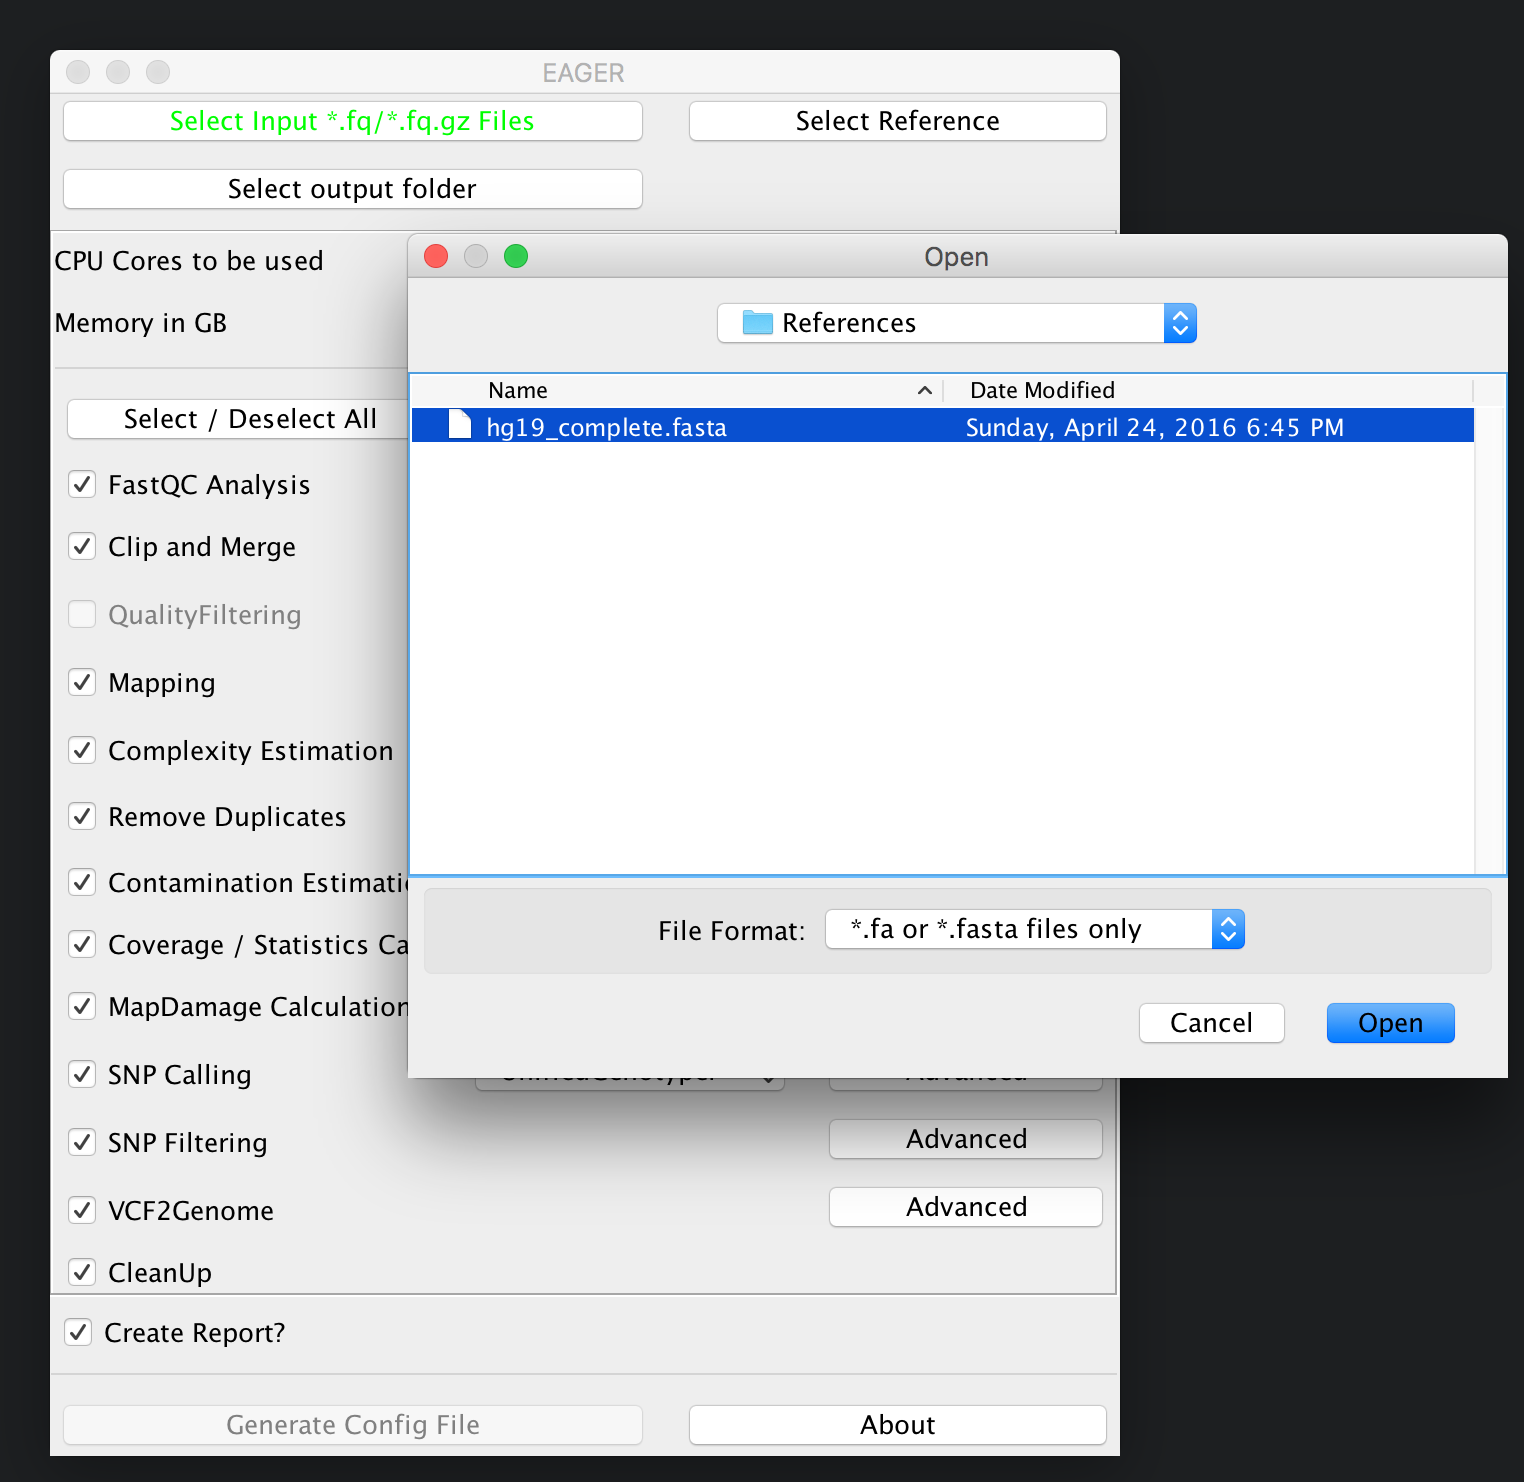 EAGER
Select Input *.fq/*.fq.gz Files
Select Reference
Select output folder
CPU Cores to be used
Memory in GB
Select / Deselect All
FastQC Analysis
Clip and Merge
QualityFiltering
Mapping
Complexity Estimation
Remove Duplicates
Contamination
Coverage / Statistics
MapDamage Calculation
SNP Calling
SNP Filtering
Advanced
VCF2Genome
Advanced
CleanUp
Create Report?
Generate Config File
About
Open
References
Name
Date Modified
hg19_complete.fasta
Sunday, April 24, 2016 6:45 PM
File Format:
*.fa or *.fasta files only
Cancel
Open